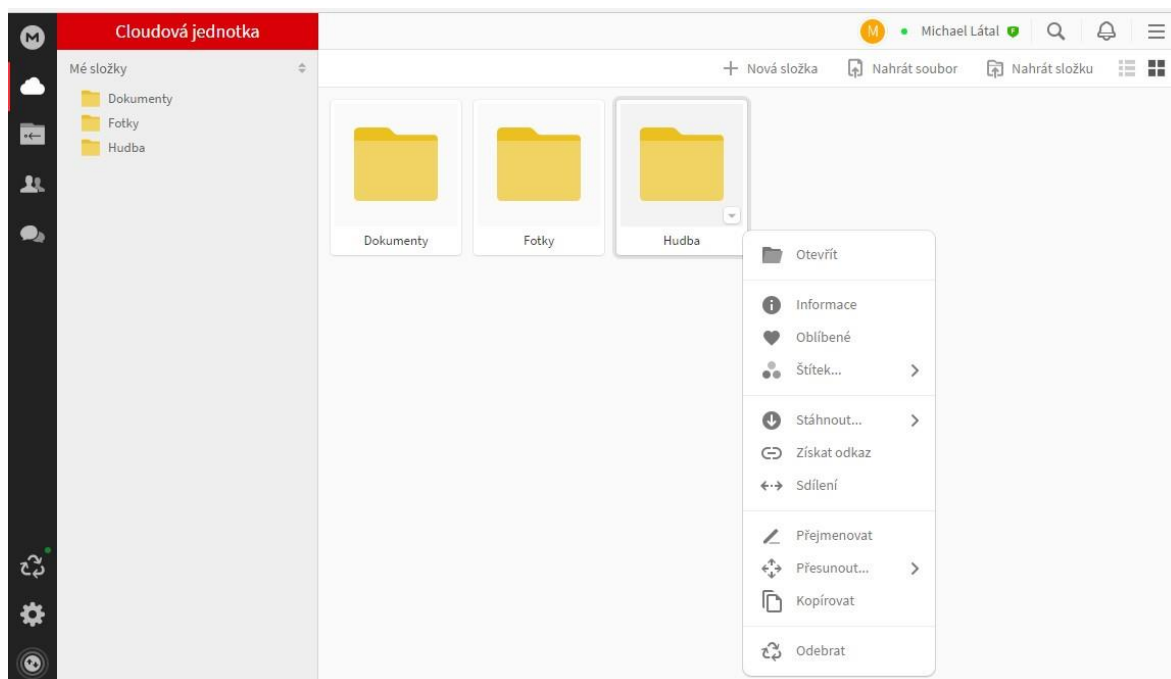 Cloudová jednotka
M
Michael Látal
Mé složky
Nová složka
Nahrát soubor
Nahrát složku
Dokumenty
Fotky
Hudba
Dokumenty
Fotky
Hudba
Otevřít
Informace
Oblíbené
Štítek...
Stáhnout...
Získat odkaz
Sdílení
Přejmenovat
Přesunout...
Kopírovat
Odebrat